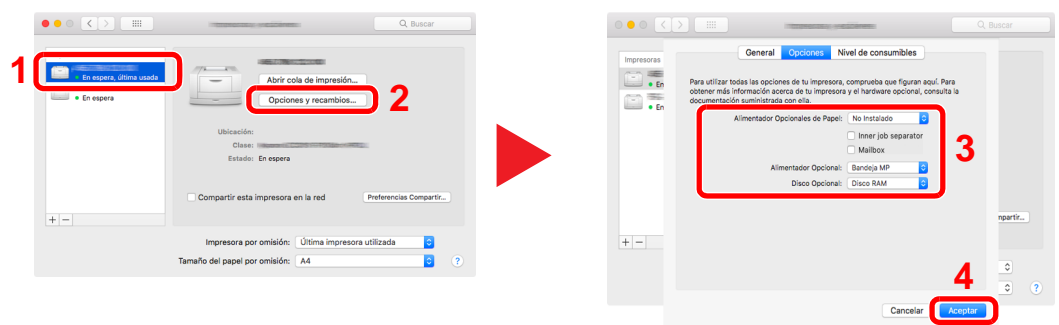 Buscar
1
En espera, última usada
En espera
Abrir cola de impresión...
Opciones y recambios...
2
Ubicación:
Clase:
Estado: En espera
Compartir esta impresora en la red
Preferencias Compartir...
+ −
Impresora por omisión: Última impresora utilizada
Tamaño del papel por omisión: A4
?
Buscar
Impresoras
En
En
General Opciones Nivel de consumibles
Para utilizar todas las opciones de tu impresora, comprueba que figuran aquí. Para
obtener más información acerca de tu impresora y el hardware opcional, consulta la
documentación suministrada con ella.
Alimentador Opcionales de Papel: No Instalado
Inner job separator
Mailbox
3
Alimentador Opcional: Bandeja MP
Disco Opcional: Disco RAM
mpartir...
+ −
?
4
Cancelar Aceptar